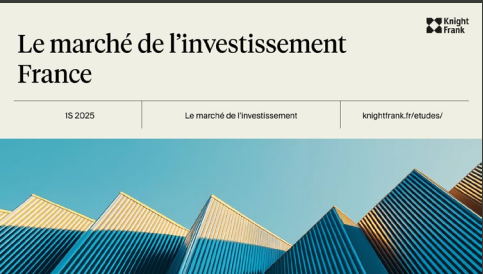 Knight
Frank
Le marché de l'investissement
France
1S 2025
Le marché de l'investissement
knightfrank.fr/etudes/